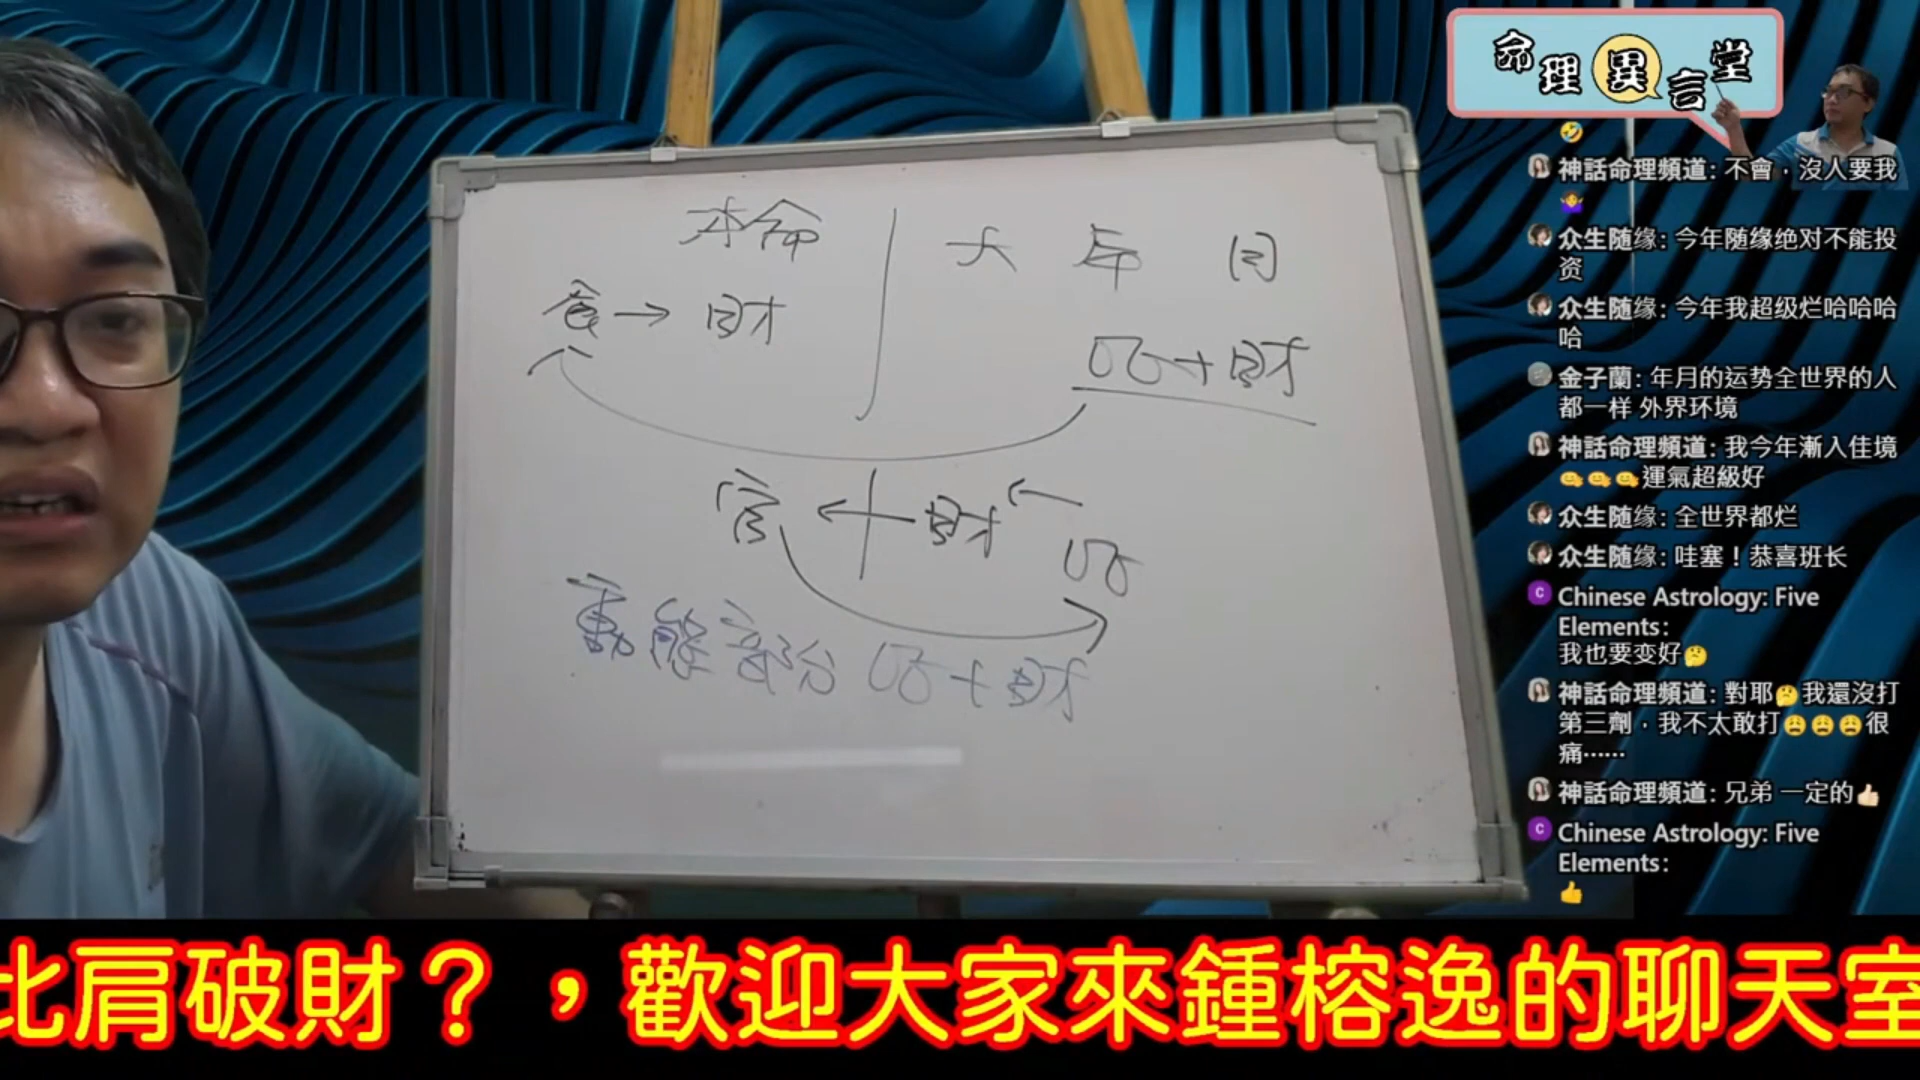 命理異言堂
🤣
神話命理頻道: 不會，沒人要我
🤷‍♀️
众生随缘: 今年随缘绝对不能投
资
众生随缘: 今年我超级烂哈哈哈
哈
金子蘭: 年月的运势全世界的人
都一样 外界环境
神話命理頻道: 我今年漸入佳境
🤗🤗🤗運氣超級好
众生随缘: 全世界都烂
众生随缘: 哇塞！恭喜班长
C Chinese Astrology: Five
Elements:
我也要变好🤔
神話命理頻道: 對耶🤔我還沒打
第三劑，我不太敢打😩😩😩很
痛……
神話命理頻道: 兄弟 一定的👍🏻
C Chinese Astrology: Five
Elements:
👍
本命 大 年 月
食→財
比+財
官←財←
比
動態部份 比+財
比肩破財？，歡迎大家來鍾榕逸的聊天室